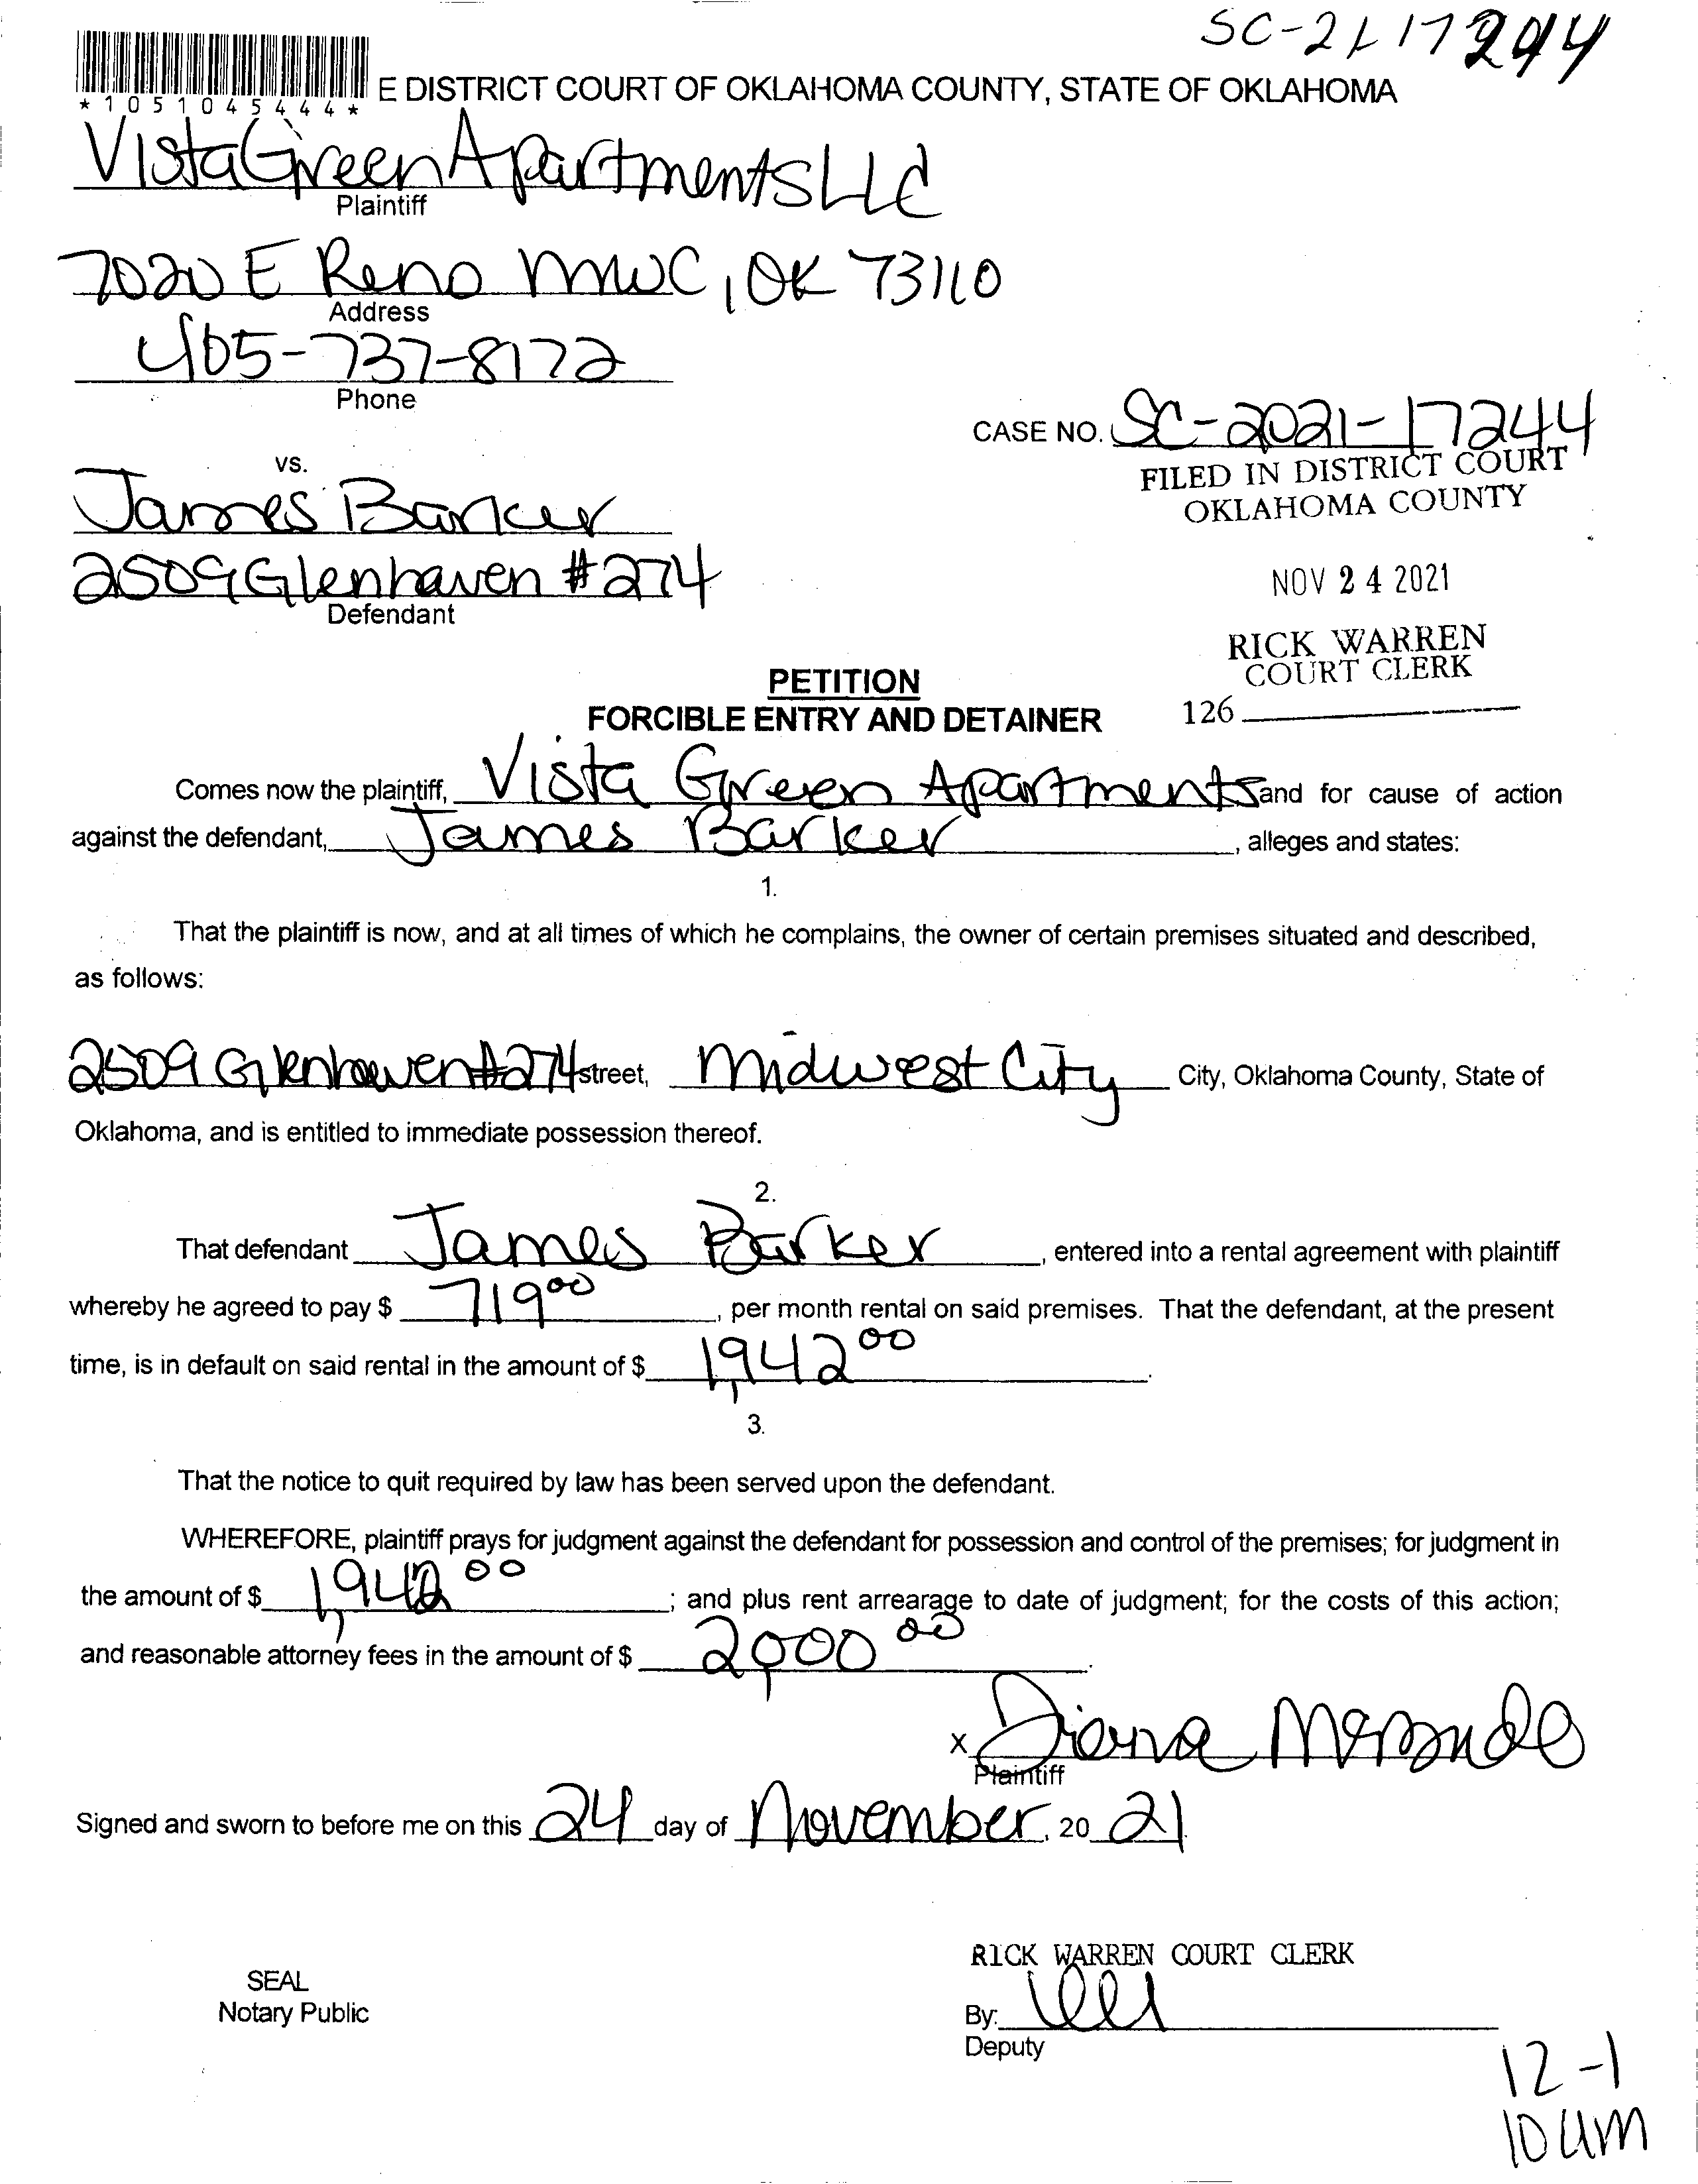 SC-21 17244
*1051045444*
E DISTRICT COURT OF OKLAHOMA COUNTY, STATE OF OKLAHOMA
Vista Green Apartments LLC
Plaintiff
7020 E Reno MWC, OK 73110
Address
405-737-8172
Phone
CASE NO. SC-2021-17244
FILED IN DISTRICT COURT
OKLAHOMA COUNTY
NOV 24 2021
RICK WARREN
COURT CLERK
126
vs.
James Barker
2509 Glenhaven #274
Defendant
PETITION
FORCIBLE ENTRY AND DETAINER
Comes now the plaintiff, Vista Green Apartments and for cause of action
against the defendant, James Barker, alleges and states:
1.
That the plaintiff is now, and at all times of which he complains, the owner of certain premises situated and described,
as follows:
2509 Glenhaven #274 street, Midwest City City, Oklahoma County, State of
Oklahoma, and is entitled to immediate possession thereof.
2.
That defendant James Barker, entered into a rental agreement with plaintiff
whereby he agreed to pay $ 719 00, per month rental on said premises. That the defendant, at the present
time, is in default on said rental in the amount of $ 1,942 00.
3.
That the notice to quit required by law has been served upon the defendant.
WHEREFORE, plaintiff prays for judgment against the defendant for possession and control of the premises; for judgment in
the amount of $ 1,942 00; and plus rent arrearage to date of judgment; for the costs of this action;
and reasonable attorney fees in the amount of $ 2,000 00.
x Diana
Plaintiff
Signed and sworn to before me on this 24 day of November, 20 21.
RICK WARREN COURT CLERK
SEAL
Notary Public
By:
Deputy
12-1
10 am